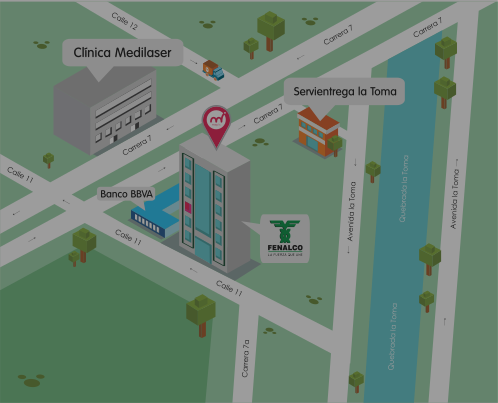 Calle 12
Carrera 7
Carrera 7
Clínica Medilaser
Servientrega la Toma
Carrera 7
Carrera 7
Calle 11
Banco BBVA
Calle 11
FENALCO
LA FUERZA QUE UNE
Calle 11
Carrera 7a
Avenida la Toma
Quebrada la Toma
Avenida la Toma
Quebrada la Toma